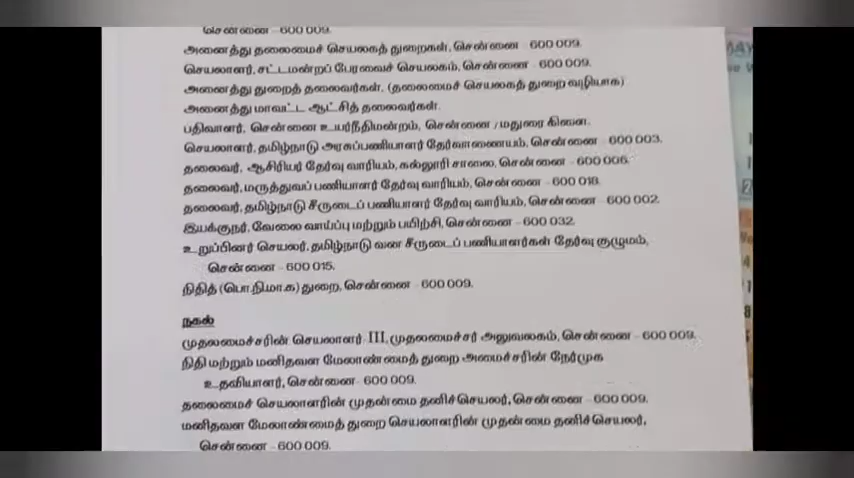 சென்னை - 600 009.
அனைத்து தலைமைச் செயலகத் துறைகள், சென்னை - 600 009.
செயலாளர், சட்டமன்றப் பேரவைச் செயலகம், சென்னை - 600 009.
அனைத்து துறைத் தலைவர்கள், (தலைமைச் செயலகத் துறை வழியாக)
அனைத்து மாவட்ட ஆட்சித் தலைவர்கள்.
பதிவாளர், சென்னை உயர்நீதிமன்றம், சென்னை / மதுரை கிளை.
செயலாளர், தமிழ்நாடு அரசுப்பணியாளர் தேர்வாணையம், சென்னை - 600 003.
தலைவர், ஆசிரியர் தேர்வு வாரியம், கல்லூரி சாலை, சென்னை - 600 006.
தலைவர், மருத்துவப் பணியாளர் தேர்வு வாரியம், சென்னை - 600 018.
தலைவர், தமிழ்நாடு சீருடைப் பணியாளர் தேர்வு வாரியம், சென்னை - 600 002.
இயக்குநர், வேலை வாய்ப்பு மற்றும் பயிற்சி, சென்னை - 600 032.
உறுப்பினர் செயலர், தமிழ்நாடு வன சீருடைப் பணியாளர்கள் தேர்வு குழுமம்,
சென்னை - 600 015.
நிதித் (பொ.நி.மா.க) துறை, சென்னை - 600 009.
நகல்
முதலமைச்சரின் செயலாளர் - III, முதலமைச்சர் அலுவலகம், சென்னை - 600 009.
நிதி மற்றும் மனிதவள மேலாண்மைத் துறை அமைச்சரின் நேர்முக
உதவியாளர், சென்னை - 600 009.
தலைமைச் செயலாளரின் முதன்மை தனிச்செயலர், சென்னை - 600 009.
மனிதவள மேலாண்மைத் துறை செயலாளரின் முதன்மை தனிச்செயலர்,
சென்னை - 600 009.
MAY